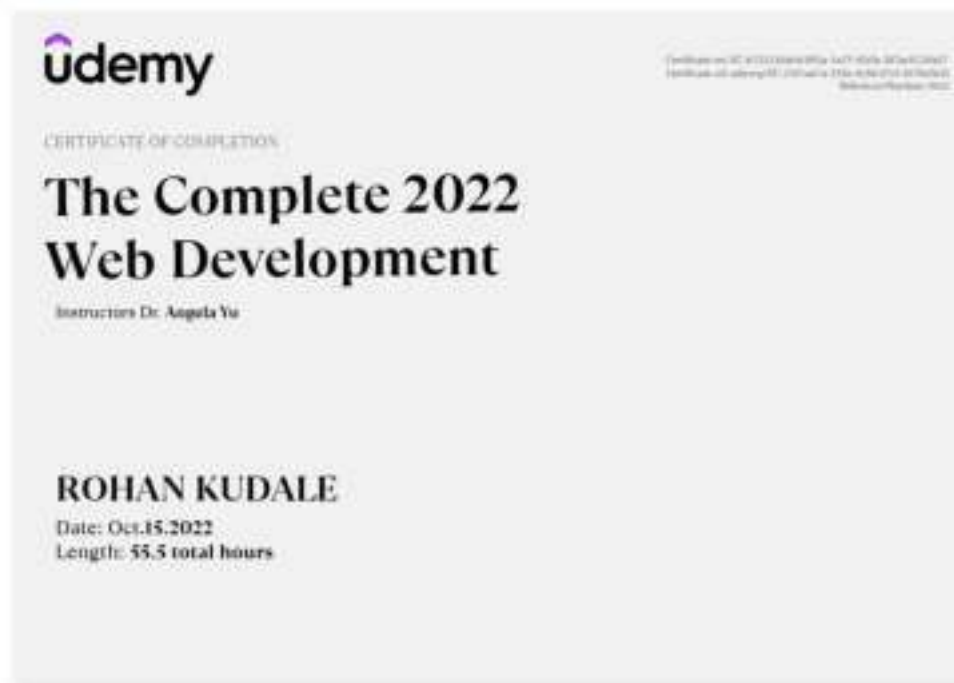 udemy
CERTIFICATE OF COMPLETION
The Complete 2022
Web Development
Instructors Dr. Angela Yu
ROHAN KUDALE
Date: Oct.15.2022
Length: 55.5 total hours